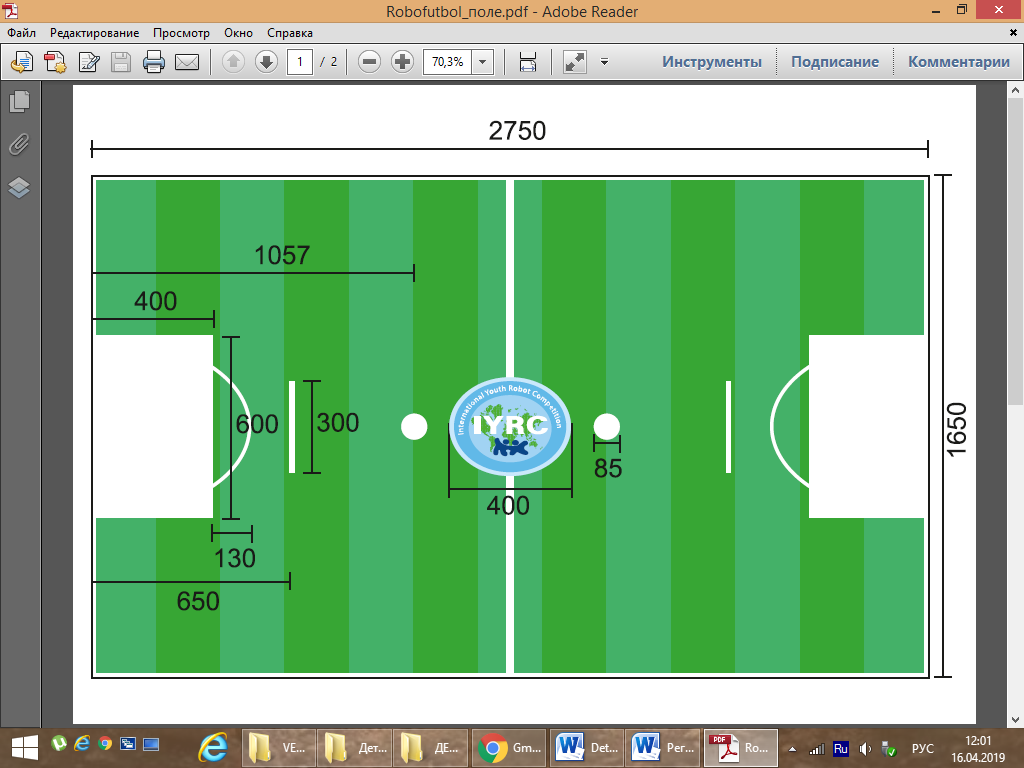 Robofutbol_поле.pdf - Adobe Reader
Файл Редактирование Просмотр Окно Справка
1 / 2 70,3% Инструменты Подписание Комментарии
2750
1057
400
600
300
International Youth Robot Competition
IYRC
85
400
130
650
1650
VE... Дет... ДЕ... Gm... Det... Рег... Ro... Ru РУС 12:01
16.04.2019